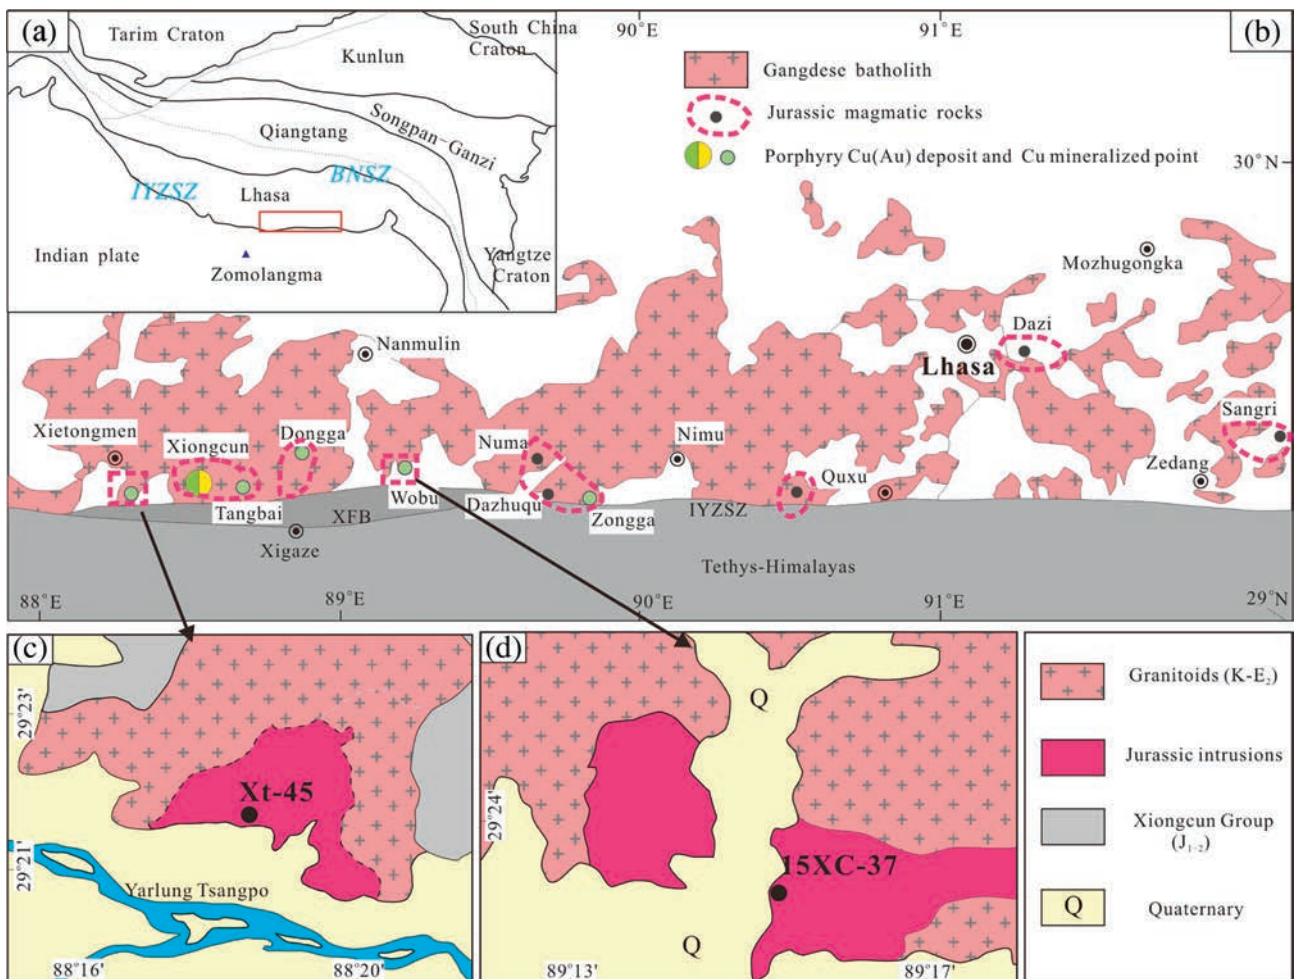 (a)
Tarim Craton
South China
Craton
Kunlun
Songpan-Ganzi
Qiangtang
BNSZ
IYZSZ
Lhasa
Indian plate
Zomolangma
Yangtze
Craton
90°E
91°E
(b)
Gangdese batholith
Jurassic magmatic rocks
Porphyry Cu(Au) deposit and Cu mineralized point
30°N
Mozhugongka
Dazi
Lhasa
Nanmulin
Sangri
Xietongmen
Xiongcun
Dongga
Numa
Nimu
Quxu
Zedang
Wobu
Dazhuqu
Zongga
Tangbai
XFB
IYZSZ
Xigaze
Tethys-Himalayas
88°E
89°E
90°E
91°E
29°N
(c)
29°23'
Xt-45
29°21'
Yarlung Tsangpo
88°16'
88°20'
(d)
Q
29°24'
15XC-37
Q
89°13'
89°17'
Granitoids (K-E₂)
Jurassic intrusions
Xiongcun Group
(J₁₋₂)
Q
Quaternary